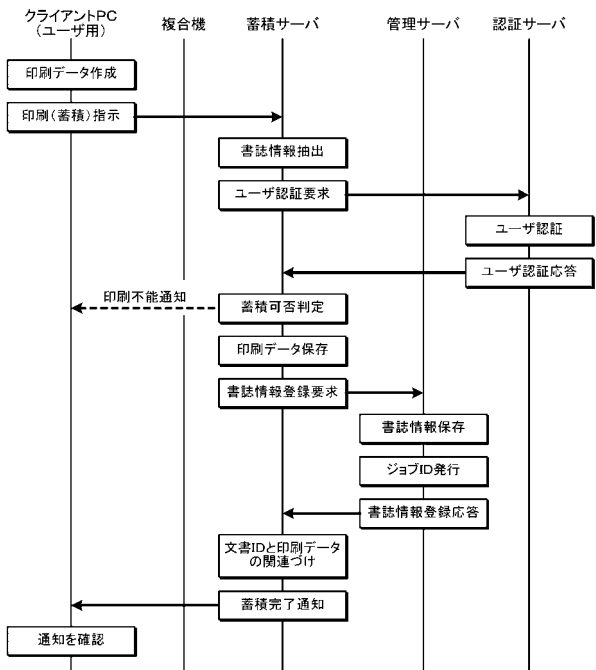 クライアントPC
(ユーザ用)
複合機
蓄積サーバ
管理サーバ
認証サーバ
印刷データ作成
印刷(蓄積)指示
書誌情報抽出
ユーザ認証要求
ユーザ認証
ユーザ認証応答
印刷不能通知
蓄積可否判定
印刷データ保存
書誌情報登録要求
書誌情報保存
ジョブID発行
書誌情報登録応答
文書IDと印刷データ
の関連づけ
蓄積完了通知
通知を確認